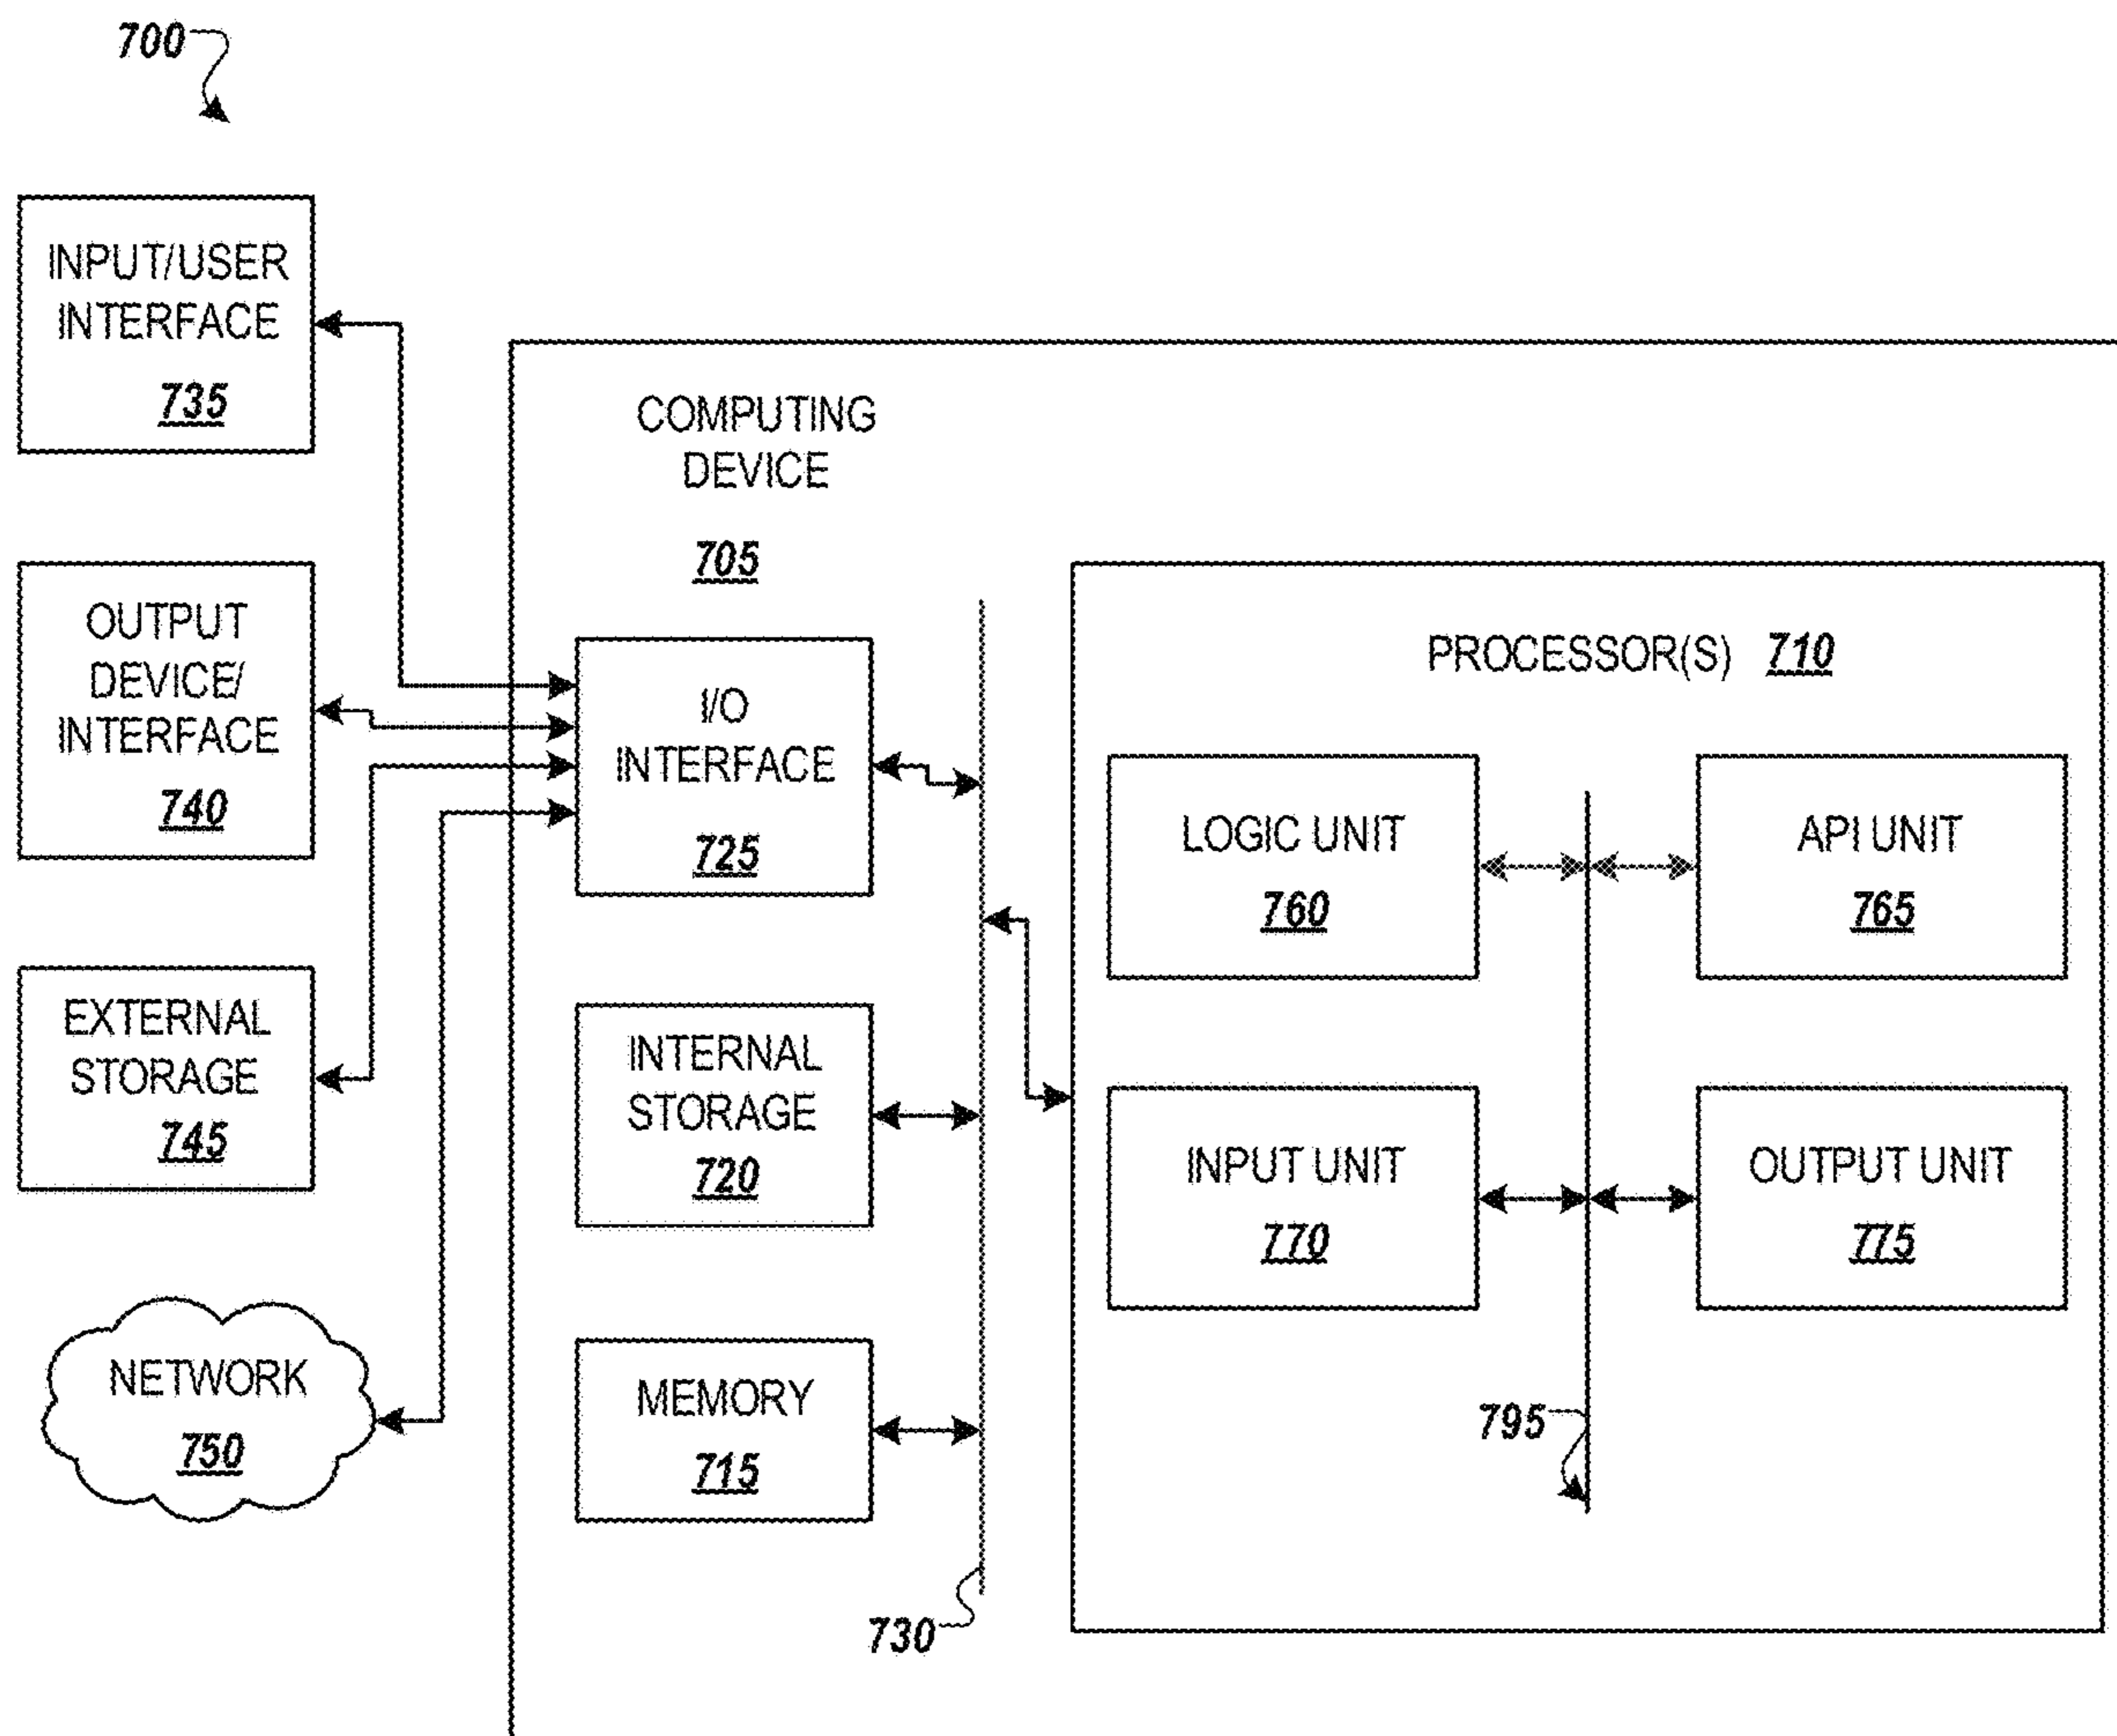 700
INPUT/USER
INTERFACE
735
OUTPUT
DEVICE/
INTERFACE
740
EXTERNAL
STORAGE
745
NETWORK
750
COMPUTING
DEVICE
705
I/O
INTERFACE
725
INTERNAL
STORAGE
720
MEMORY
715
730
PROCESSOR(S) 710
LOGIC UNIT
760
API UNIT
765
INPUT UNIT
770
OUTPUT UNIT
775
795